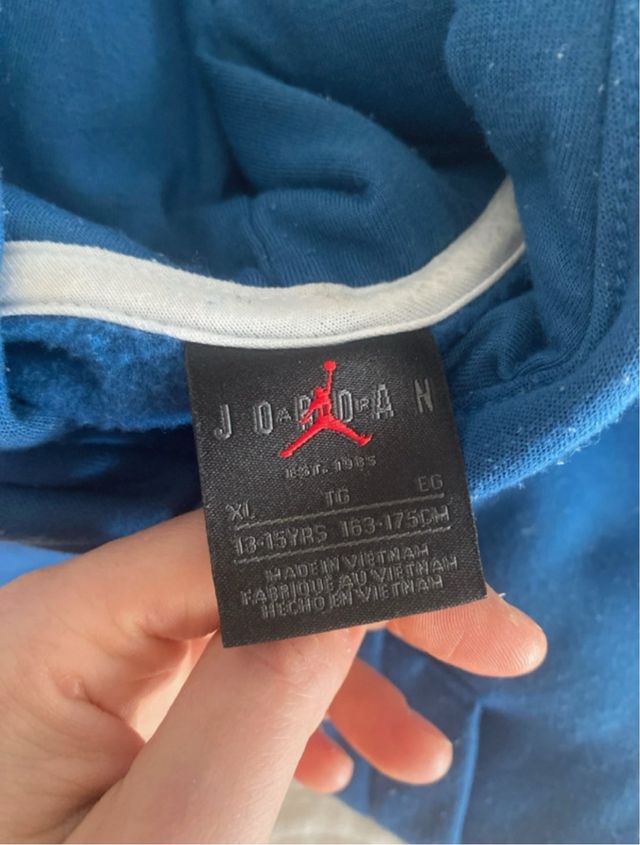 JORDAN
AIR
EST. 1985
XL TG EG
13-15YRS 163-175CM
MADE IN VIETNAM
FABRIQUE AU VIETNAM
HECHO EN VIETNAM